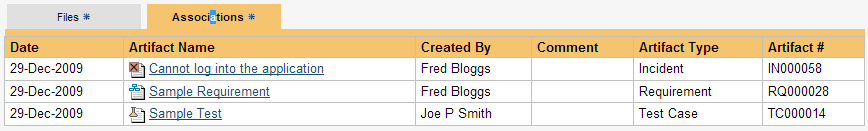 Files * Associations *
Date Artifact Name Created By Comment Artifact Type Artifact #
29-Dec-2009 Cannot log into the application Fred Bloggs Incident IN000058
29-Dec-2009 Sample Requirement Fred Bloggs Requirement RQ000028
29-Dec-2009 Sample Test Joe P Smith Test Case TC000014